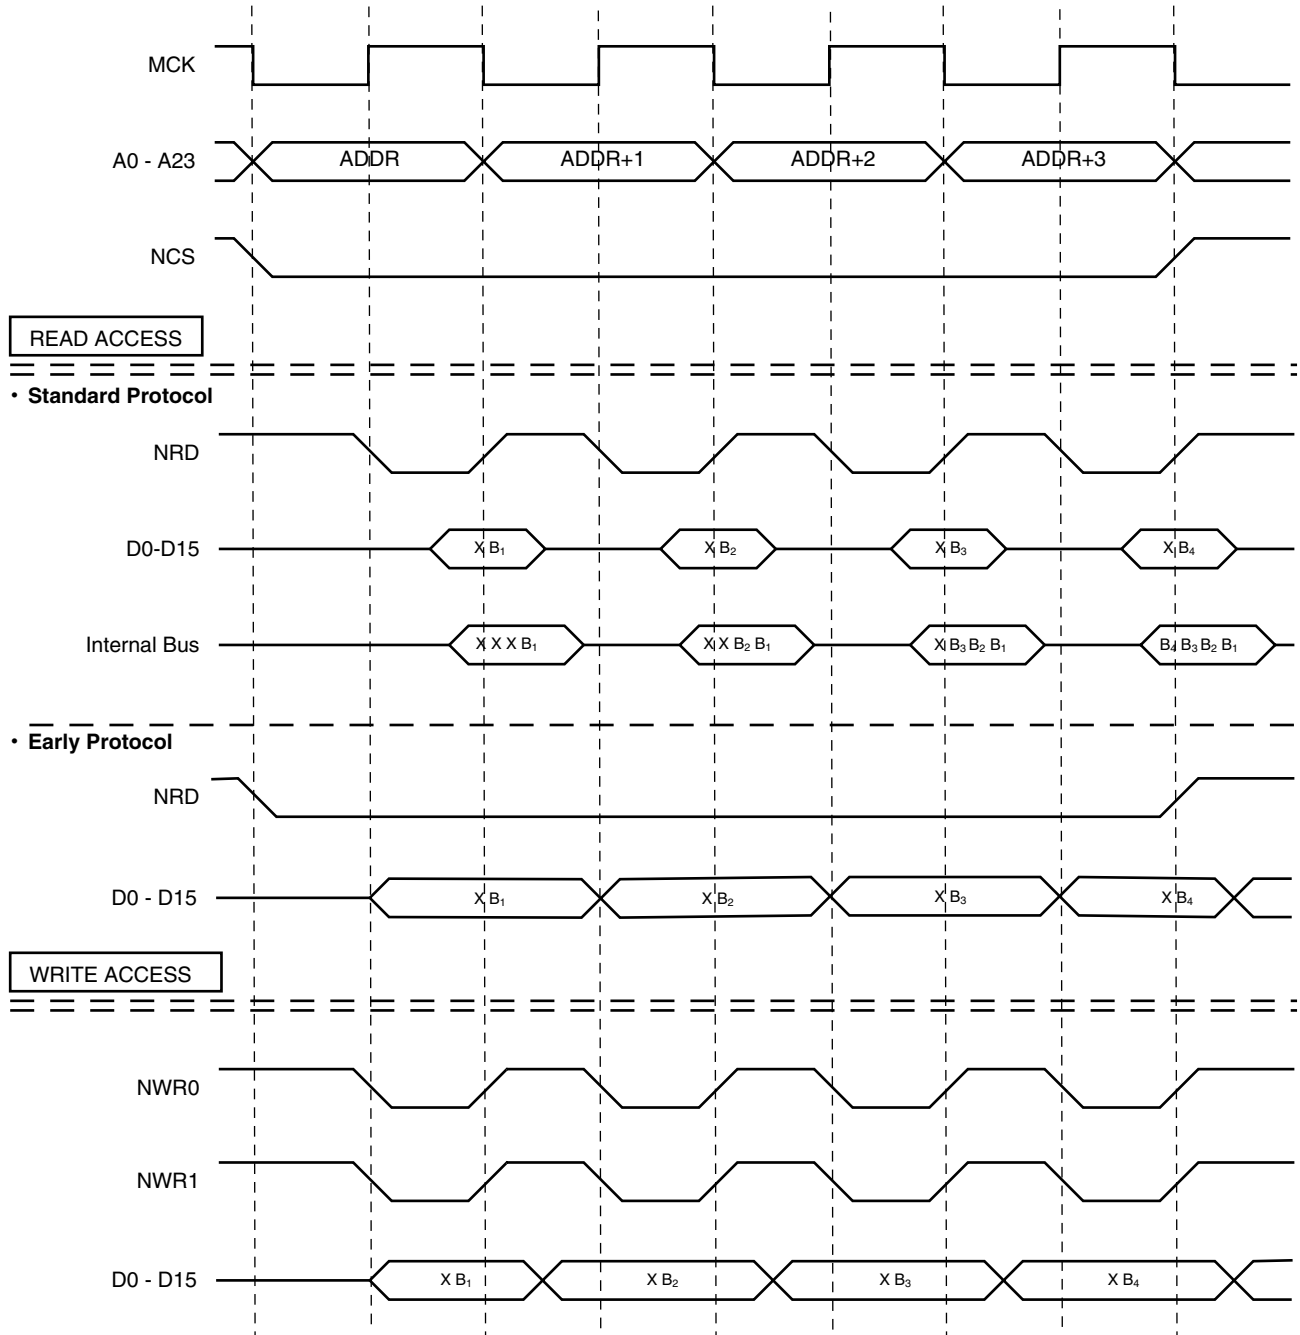 MCK
A0 - A23 ADDR ADDR+1 ADDR+2 ADDR+3
NCS
READ ACCESS
• Standard Protocol
NRD
D0-D15 X B₁ X B₂ X B₃ X B₄
Internal Bus X X X B₁ X X B₂ B₁ X B₃ B₂ B₁ B₄ B₃ B₂ B₁
• Early Protocol
NRD
D0 - D15 X B₁ X B₂ X B₃ X B₄
WRITE ACCESS
NWR0
NWR1
D0 - D15 X B₁ X B₂ X B₃ X B₄